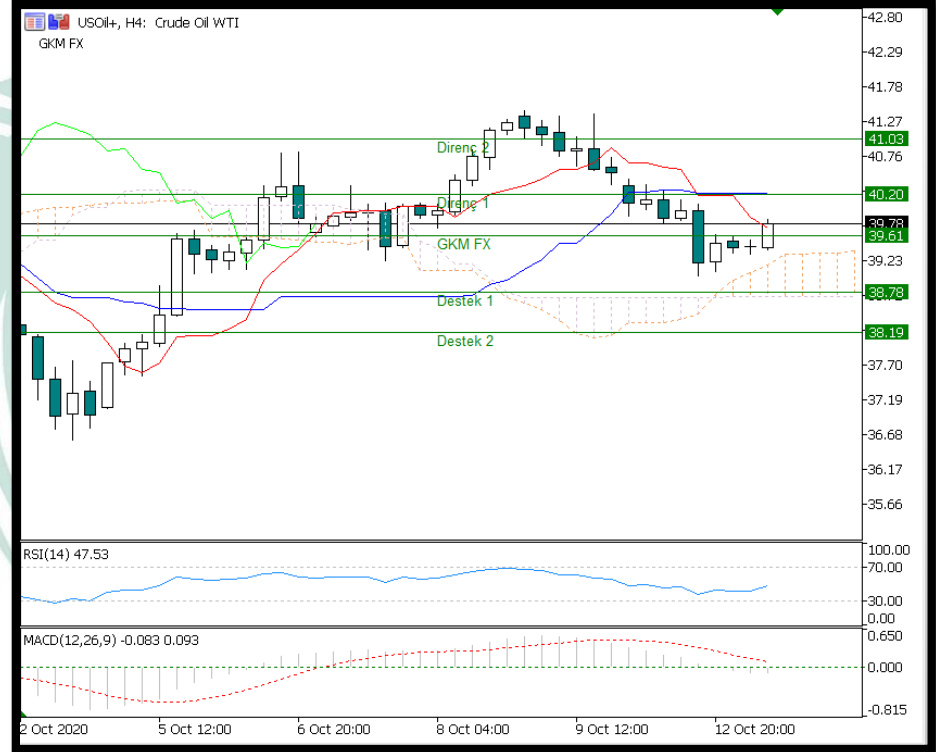 USOil+, H4: Crude Oil WTI
GKM FX
42.80
42.29
41.78
41.27
41.03
Direnç 2
40.76
40.20
Direnç 1
39.78
39.61
GKM FX
39.23
38.78
Destek 1
38.19
Destek 2
37.70
37.19
36.68
36.17
35.66
RSI(14) 47.53
100.00
70.00
30.00
0.00
MACD(12,26,9) -0.083 0.093
0.650
0.000
-0.815
2 Oct 2020 5 Oct 12:00 6 Oct 20:00 8 Oct 04:00 9 Oct 12:00 12 Oct 20:00